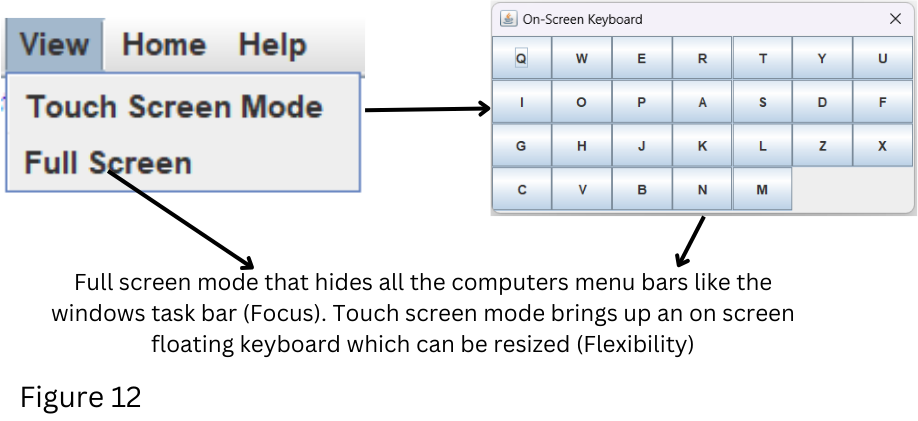 View Home Help
Touch Screen Mode
Full Screen
On-Screen Keyboard
Q W E R T Y U
I O P A S D F
G H J K L Z X
C V B N M
Full screen mode that hides all the computers menu bars like the
windows task bar (Focus). Touch screen mode brings up an on screen
floating keyboard which can be resized (Flexibility)
Figure 12